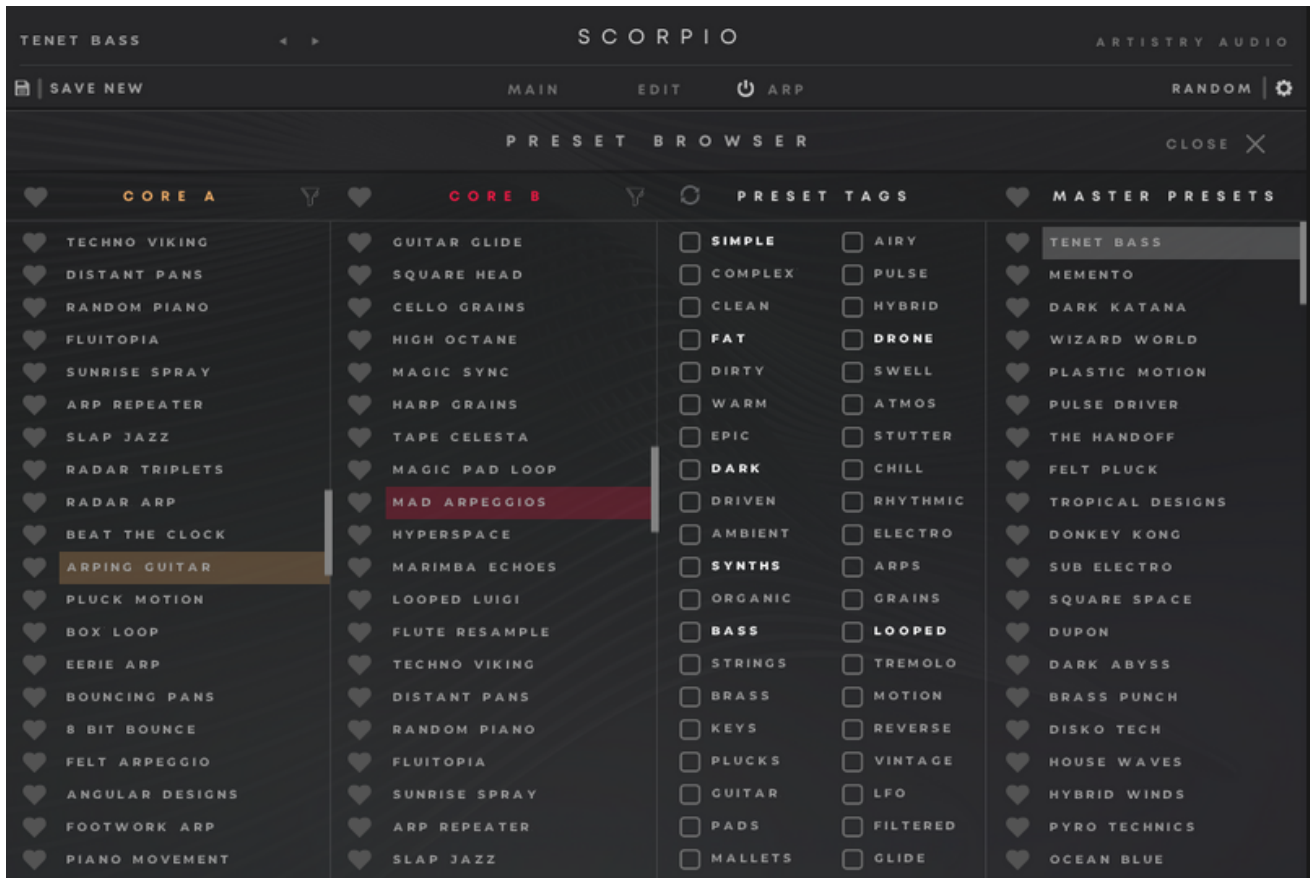 TENET BASS
SCORPIO
ARTISTRY AUDIO
SAVE NEW
MAIN
EDIT
ARP
RANDOM
PRESET BROWSER
CLOSE
CORE A
TECHNO VIKING
DISTANT PANS
RANDOM PIANO
FLUITOPIA
SUNRISE SPRAY
ARP REPEATER
SLAP JAZZ
RADAR TRIPLETS
RADAR ARP
BEAT THE CLOCK
ARPING GUITAR
PLUCK MOTION
BOX LOOP
EERIE ARP
BOUNCING PANS
8 BIT BOUNCE
FELT ARPEGGIO
ANGULAR DESIGNS
FOOTWORK ARP
PIANO MOVEMENT
CORE B
GUITAR GLIDE
SQUARE HEAD
CELLO GRAINS
HIGH OCTANE
MAGIC SYNC
HARP GRAINS
TAPE CELESTA
MAGIC PAD LOOP
MAD ARPEGGIOS
HYPERSPACE
MARIMBA ECHOES
LOOPED LUIGI
FLUTE RESAMPLE
TECHNO VIKING
DISTANT PANS
RANDOM PIANO
FLUITOPIA
SUNRISE SPRAY
ARP REPEATER
SLAP JAZZ
PRESET TAGS
SIMPLE
COMPLEX
CLEAN
FAT
DIRTY
WARM
EPIC
DARK
DRIVEN
AMBIENT
SYNTHS
ORGANIC
BASS
STRINGS
BRASS
KEYS
PLUCKS
GUITAR
PADS
MALLETS
AIRY
PULSE
HYBRID
DRONE
SWELL
ATMOS
STUTTER
CHILL
RHYTHMIC
ELECTRO
ARPS
GRAINS
LOOPED
TREMOLO
MOTION
REVERSE
VINTAGE
LFO
FILTERED
GLIDE
MASTER PRESETS
TENET BASS
MEMENTO
DARK KATANA
WIZARD WORLD
PLASTIC MOTION
PULSE DRIVER
THE HANDOFF
FELT PLUCK
TROPICAL DESIGNS
DONKEY KONG
SUB ELECTRO
SQUARE SPACE
DUPON
DARK ABYSS
BRASS PUNCH
DISKO TECH
HOUSE WAVES
HYBRID WINDS
PYRO TECHNICS
OCEAN BLUE